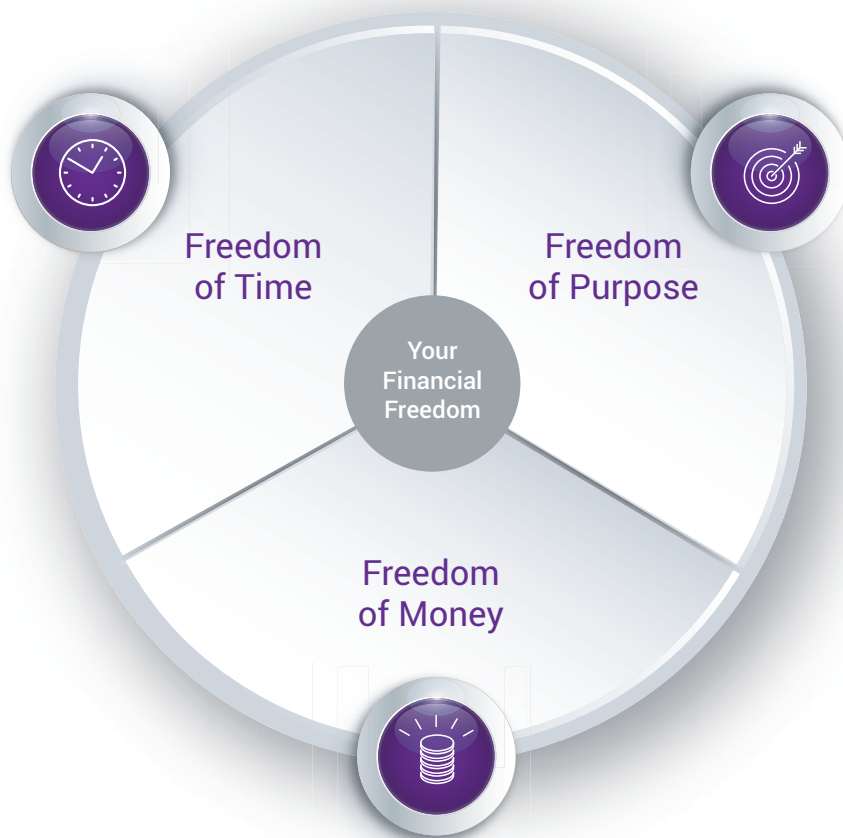 Freedom
of Time
Freedom
of Purpose
Your
Financial
Freedom
Freedom
of Money